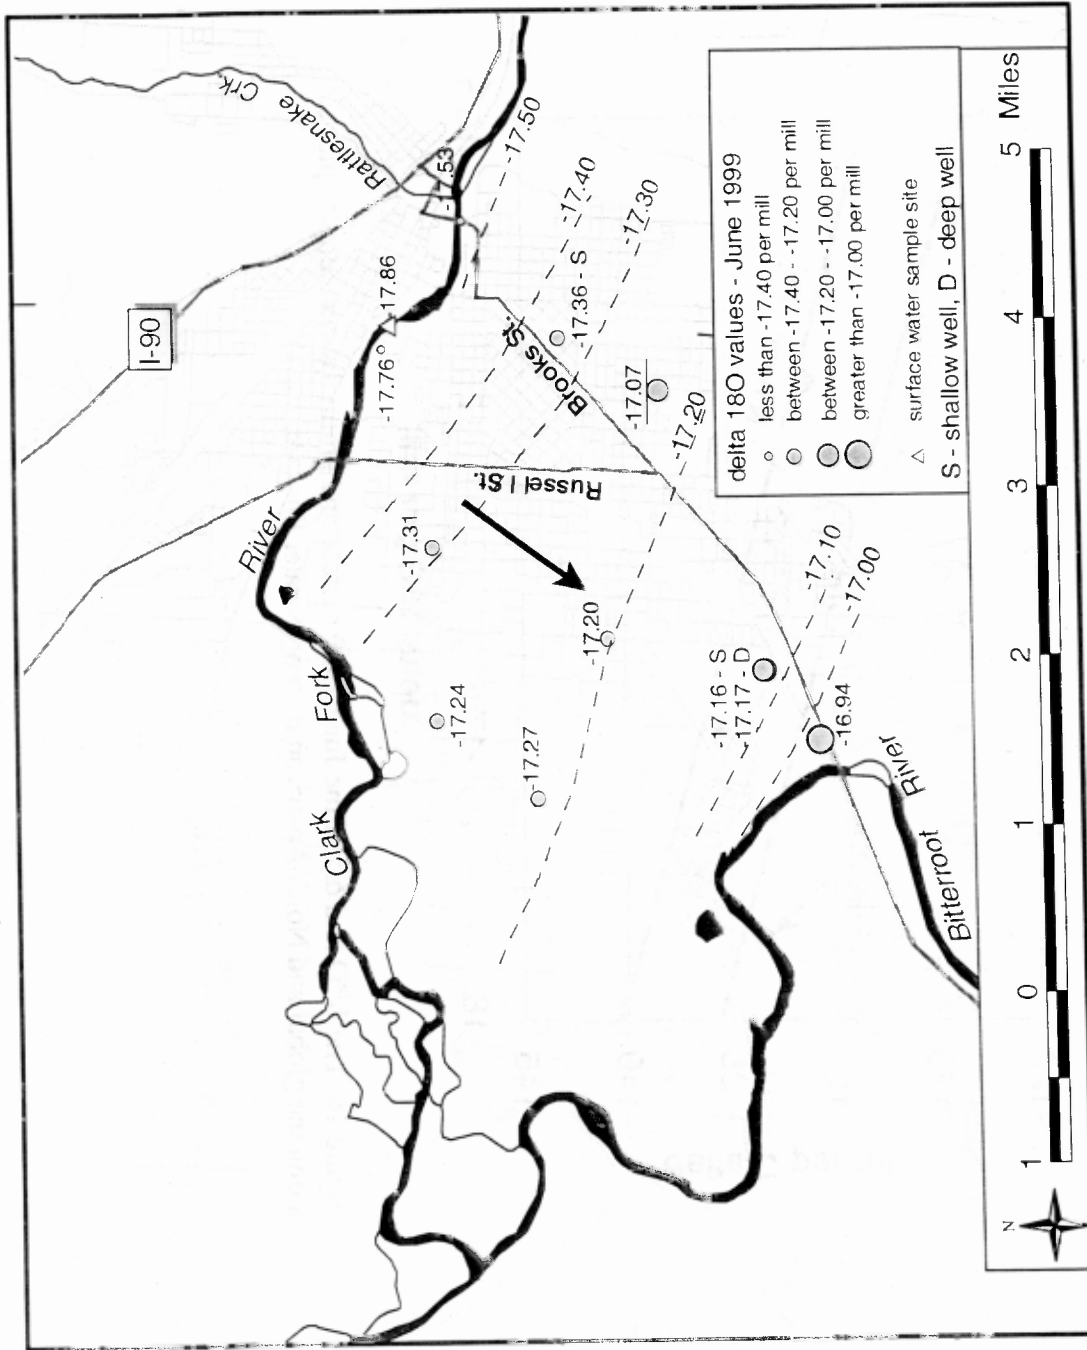 I-90
Rattlesnake Crk.
.53
-17.50
-17.86
-17.76
-17.40
-17.30
-17.36 - S
Brooks St.
-17.07
-17.20
Russel l St.
River
-17.31
-17.20
Fork
-17.24
-17.27
Clark
-17.16 - S
-17.17 - D
-17.10
-17.00
-16.94
River
Bitterroot
delta 18O values - June 1999
less than -17.40 per mill
between -17.40 - -17.20 per mill
between -17.20 - -17.00 per mill
greater than -17.00 per mill
surface water sample site
S - shallow well, D - deep well
N
1 0 1 2 3 4 5 Miles